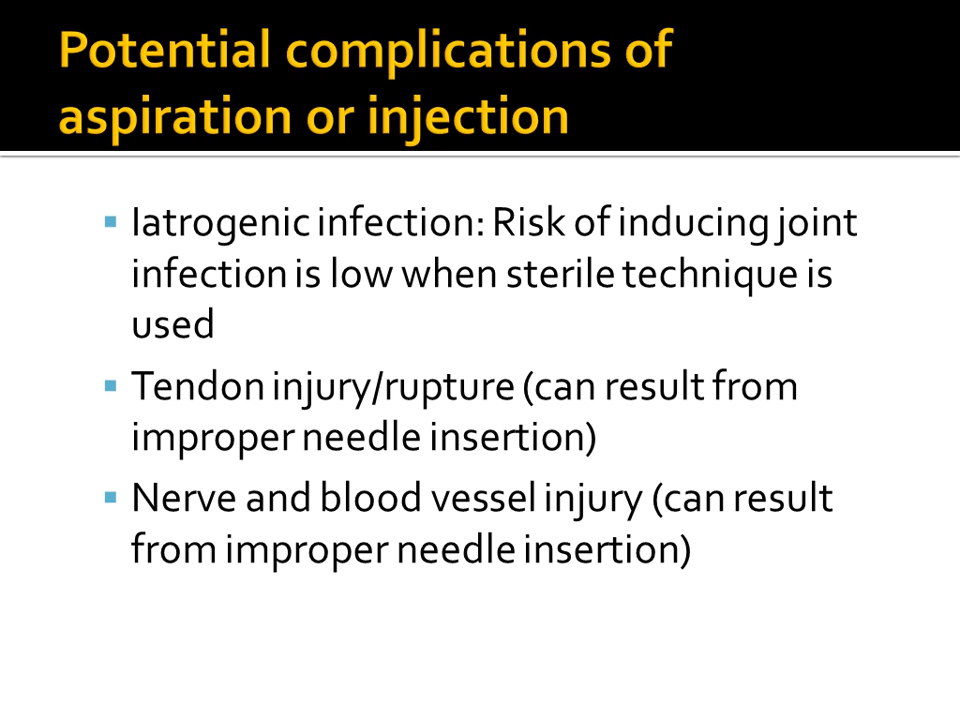 Potential complications of
aspiration or injection
▪ Iatrogenic infection: Risk of inducing joint
infection is low when sterile technique is
used
▪ Tendon injury/rupture (can result from
improper needle insertion)
▪ Nerve and blood vessel injury (can result
from improper needle insertion)